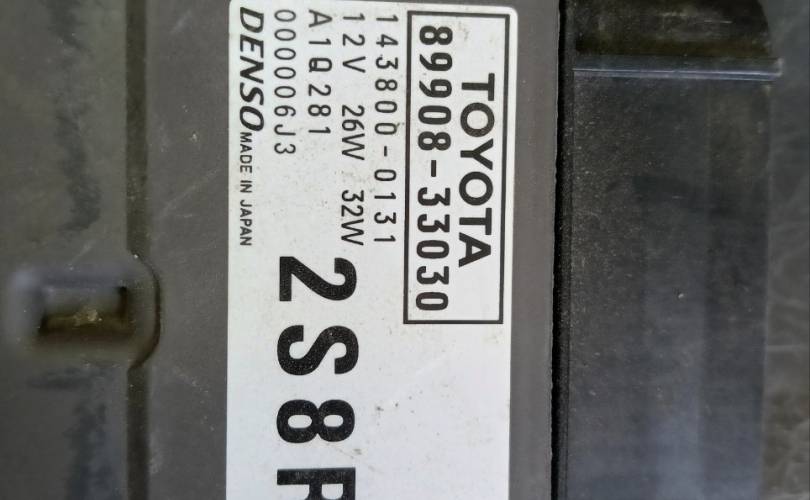 TOYOTA
89908-33030
143800-0131
12V 26W 32W
A1Q281
000006J3
DENSO MADE IN JAPAN
2S8